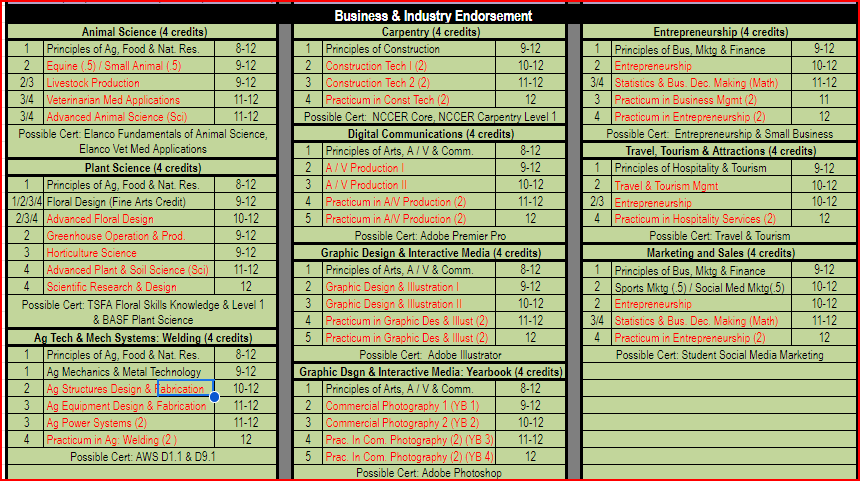 Business & Industry Endorsement
Animal Science (4 credits)
1 Principles of Ag, Food & Nat. Res. 8-12
2 Equine (.5) / Small Animal (.5) 9-12
2/3 Livestock Production 9-12
3/4 Veterinarian Med Applications 11-12
3/4 Advanced Animal Science (Sci) 11-12
Possible Cert: Elanco Fundamentals of Animal Science,
Elanco Vet Med Applications
Plant Science (4 credits)
1 Principles of Ag, Food & Nat. Res. 8-12
1/2/3/4 Floral Design (Fine Arts Credit) 9-12
2/3/4 Advanced Floral Design 10-12
2 Greenhouse Operation & Prod. 9-12
3 Horticulture Science 9-12
4 Advanced Plant & Soil Science (Sci) 11-12
4 Scientific Research & Design 12
Possible Cert: TSFA Floral Skills Knowledge & Level 1
& BASF Plant Science
Ag Tech & Mech Systems: Welding (4 credits)
1 Principles of Ag, Food & Nat. Res. 8-12
1 Ag Mechanics & Metal Technology 9-12
2 Ag Structures Design & Fabrication 10-12
3 Ag Equipment Design & Fabrication 11-12
3 Ag Power Systems (2) 11-12
4 Practicum in Ag: Welding (2 ) 12
Possible Cert: AWS D1.1 & D9.1
Carpentry (4 credits)
1 Principles of Construction 9-12
2 Construction Tech I (2) 10-12
3 Construction Tech 2 (2) 11-12
4 Practicum in Const Tech (2) 12
Possible Cert: NCCER Core, NCCER Carpentry Level 1
Digital Communications (4 credits)
1 Principles of Arts, A / V & Comm. 8-12
2 A / V Production I 9-12
3 A / V Production II 10-12
4 Practicum in A/V Production (2) 11-12
5 Practicum in A/V Production (2) 12
Possible Cert: Adobe Premier Pro
Graphic Design & Interactive Media (4 credits)
1 Principles of Arts, A / V & Comm. 8-12
2 Graphic Design & Illustration I 9-12
3 Graphic Design & Illustration II 10-12
4 Practicum in Graphic Des & Illust (2) 11-12
5 Practicum in Graphic Des & Illust (2) 12
Possible Cert: Adobe Illustrator
Graphic Dsgn & Interactive Media: Yearbook (4 credits)
1 Principles of Arts, A / V & Comm. 8-12
2 Commercial Photography 1 (YB 1) 9-12
3 Commercial Photography 2 (YB 2) 10-12
4 Prac. In Com. Photography (2) (YB 3) 11-12
5 Prac. In Com. Photography (2) (YB 4) 12
Possible Cert: Adobe Photoshop
Entrepreneurship (4 credits)
1 Principles of Bus, Mktg & Finance 9-12
2 Entrepreneurship 10-12
3/4 Statistics & Bus. Dec. Making (Math) 11-12
3 Practicum in Business Mgmt (2) 11
4 Practicum in Entrepreneurship (2) 12
Possible Cert: Entrepreneurship & Small Business
Travel, Tourism & Attractions (4 credits)
1 Principles of Hospitality & Tourism 9-12
2 Travel & Tourism Mgmt 10-12
2/3 Entrepreneurship 10-12
4 Practicum in Hospitality Services (2) 12
Possible Cert: Travel & Tourism
Marketing and Sales (4 credits)
1 Principles of Bus, Mktg & Finance 9-12
2 Sports Mktg (.5) / Social Med Mktg(.5) 10-12
2 Entrepreneurship 10-12
3/4 Statistics & Bus. Dec. Making (Math) 11-12
4 Practicum in Entrepreneurship (2) 12
Possible Cert: Student Social Media Marketing